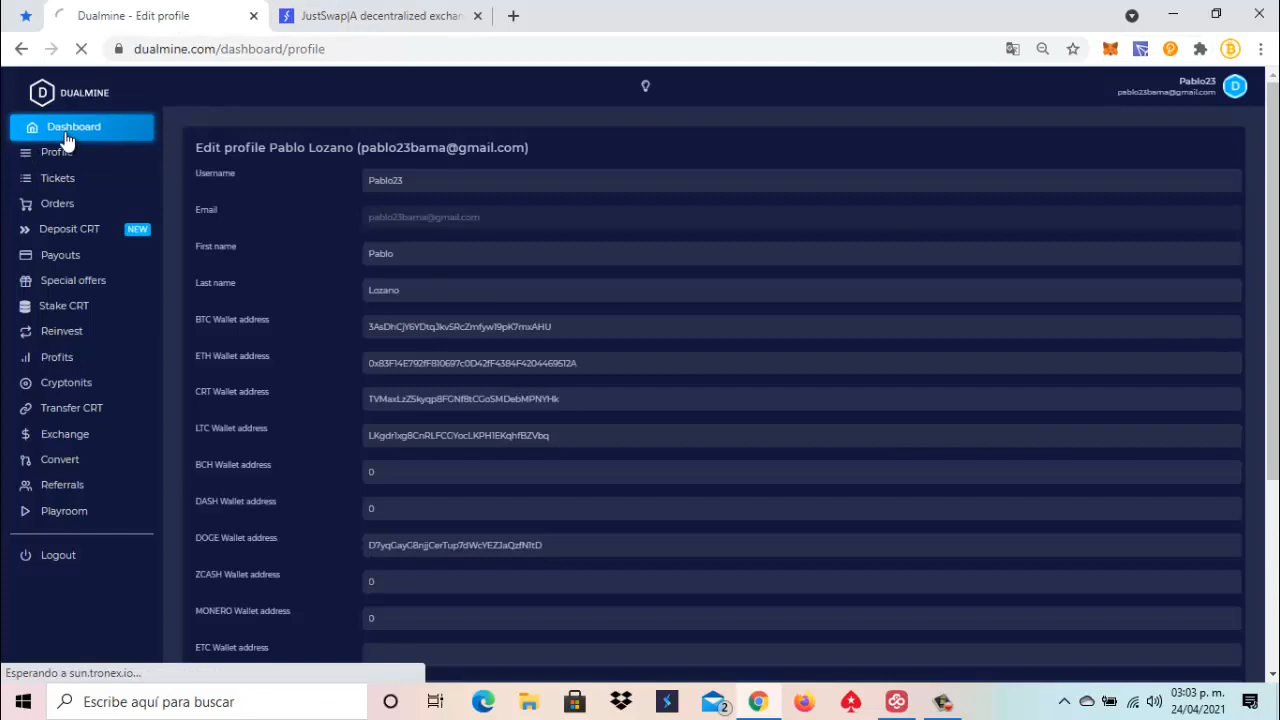 Dualmine - Edit profile
JustSwap|A decentralized exchan
dualmine.com/dashboard/profile
D DUALMINE
Pablo23
pablo23bama@gmail.com
D
Dashboard
Profile
Tickets
Orders
Deposit CRT NEW
Payouts
Special offers
Stake CRT
Reinvest
Profits
Cryptonits
Transfer CRT
Exchange
Convert
Referrals
Playroom
Logout
Edit profile Pablo Lozano (pablo23bama@gmail.com)
Username Pablo23
Email pablo23bama@gmail.com
First name Pablo
Last name Lozano
BTC Wallet address
ETH Wallet address
CRT Wallet address
LTC Wallet address
BCH Wallet address 0
DASH Wallet address 0
DOGE Wallet address
ZCASH Wallet address 0
MONERO Wallet address 0
ETC Wallet address
Esperando a sun.tronex.io...
Escribe aquí para buscar
2
03:03 p. m.
24/04/2021